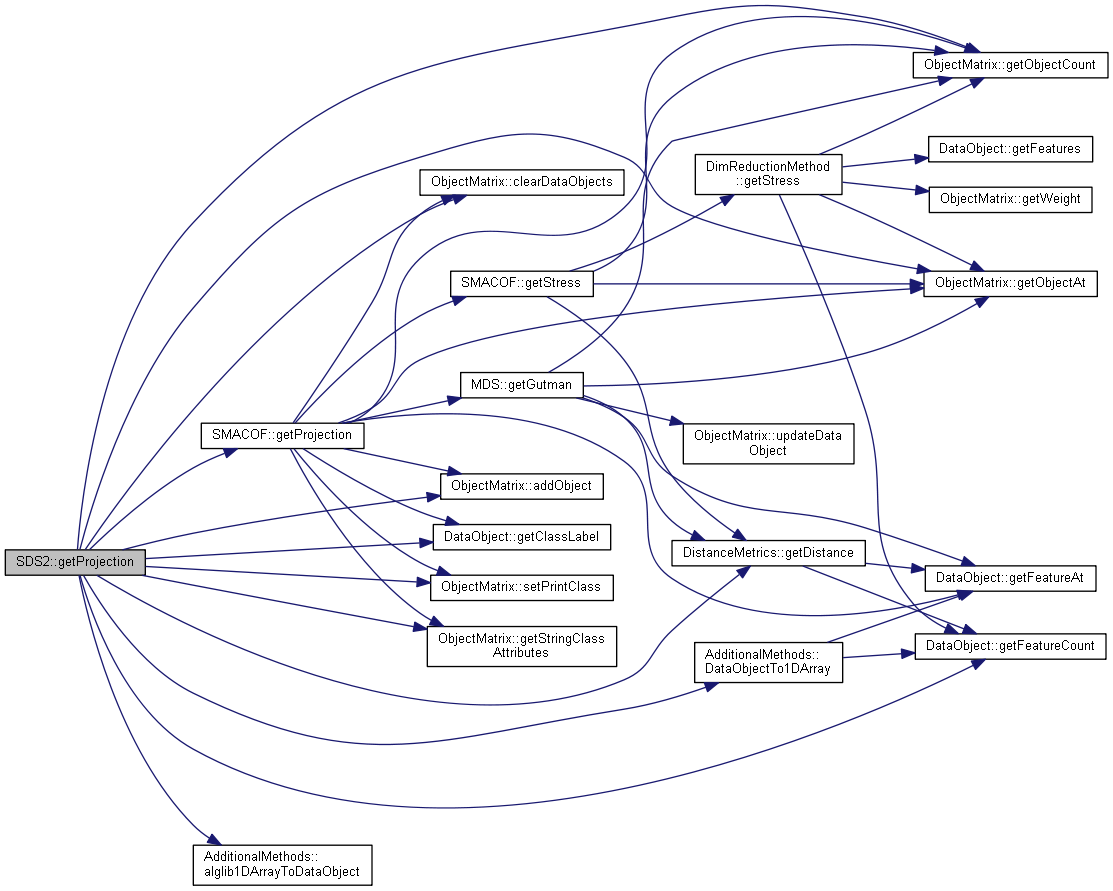 ObjectMatrix::getObjectCount
DataObject::getFeatures
DimReductionMethod
::getStress
ObjectMatrix::clearDataObjects
ObjectMatrix::getWeight
SMACOF::getStress
ObjectMatrix::getObjectAt
MDS::getGutman
SMACOF::getProjection
ObjectMatrix::updateData
Object
ObjectMatrix::addObject
DataObject::getClassLabel
SDS2::getProjection
DistanceMetrics::getDistance
DataObject::getFeatureAt
ObjectMatrix::setPrintClass
ObjectMatrix::getStringClass
Attributes
AdditionalMethods::
DataObjectTo1DArray
DataObject::getFeatureCount
AdditionalMethods::
alglib1DArrayToDataObject